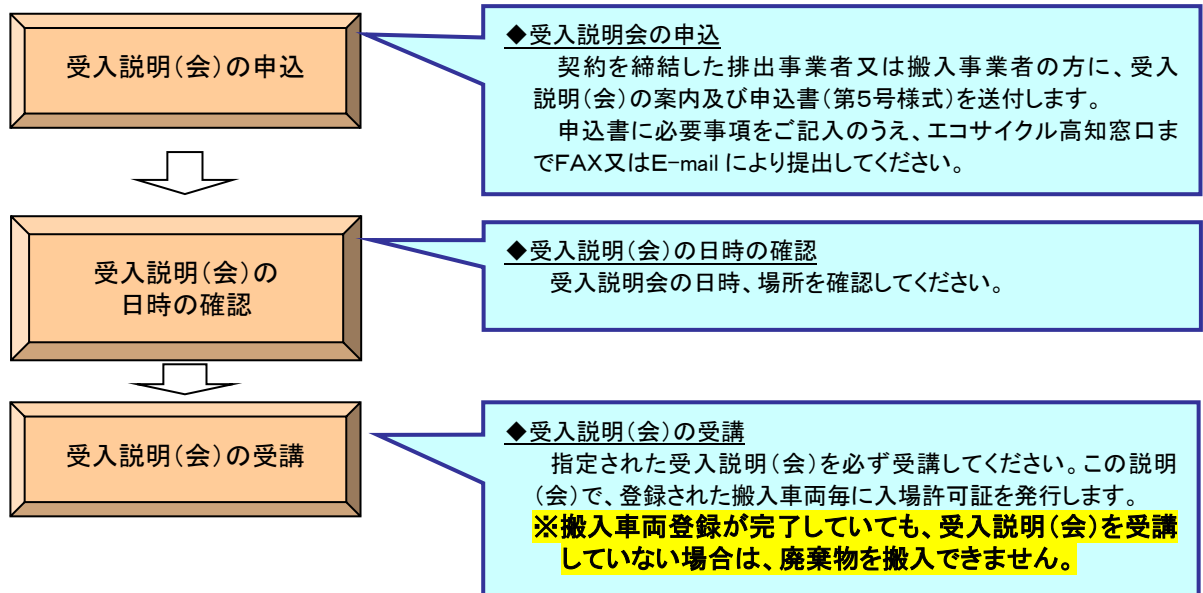 受入説明(会)の申込
◆受入説明会の申込
契約を締結した排出事業者又は搬入事業者の方に、受入
説明(会)の案内及び申込書(第5号様式)を送付します。
申込書に必要事項をご記入のうえ、エコサイクル高知窓口ま
でFAX又はE-mail により提出してください。
受入説明(会)の
日時の確認
◆受入説明(会)の日時の確認
受入説明会の日時、場所を確認してください。
受入説明(会)の受講
◆受入説明(会)の受講
指定された受入説明(会)を必ず受講してください。この説明
(会)で、登録された搬入車両毎に入場許可証を発行します。
※搬入車両登録が完了していても、受入説明(会)を受講
していない場合は、廃棄物を搬入できません。